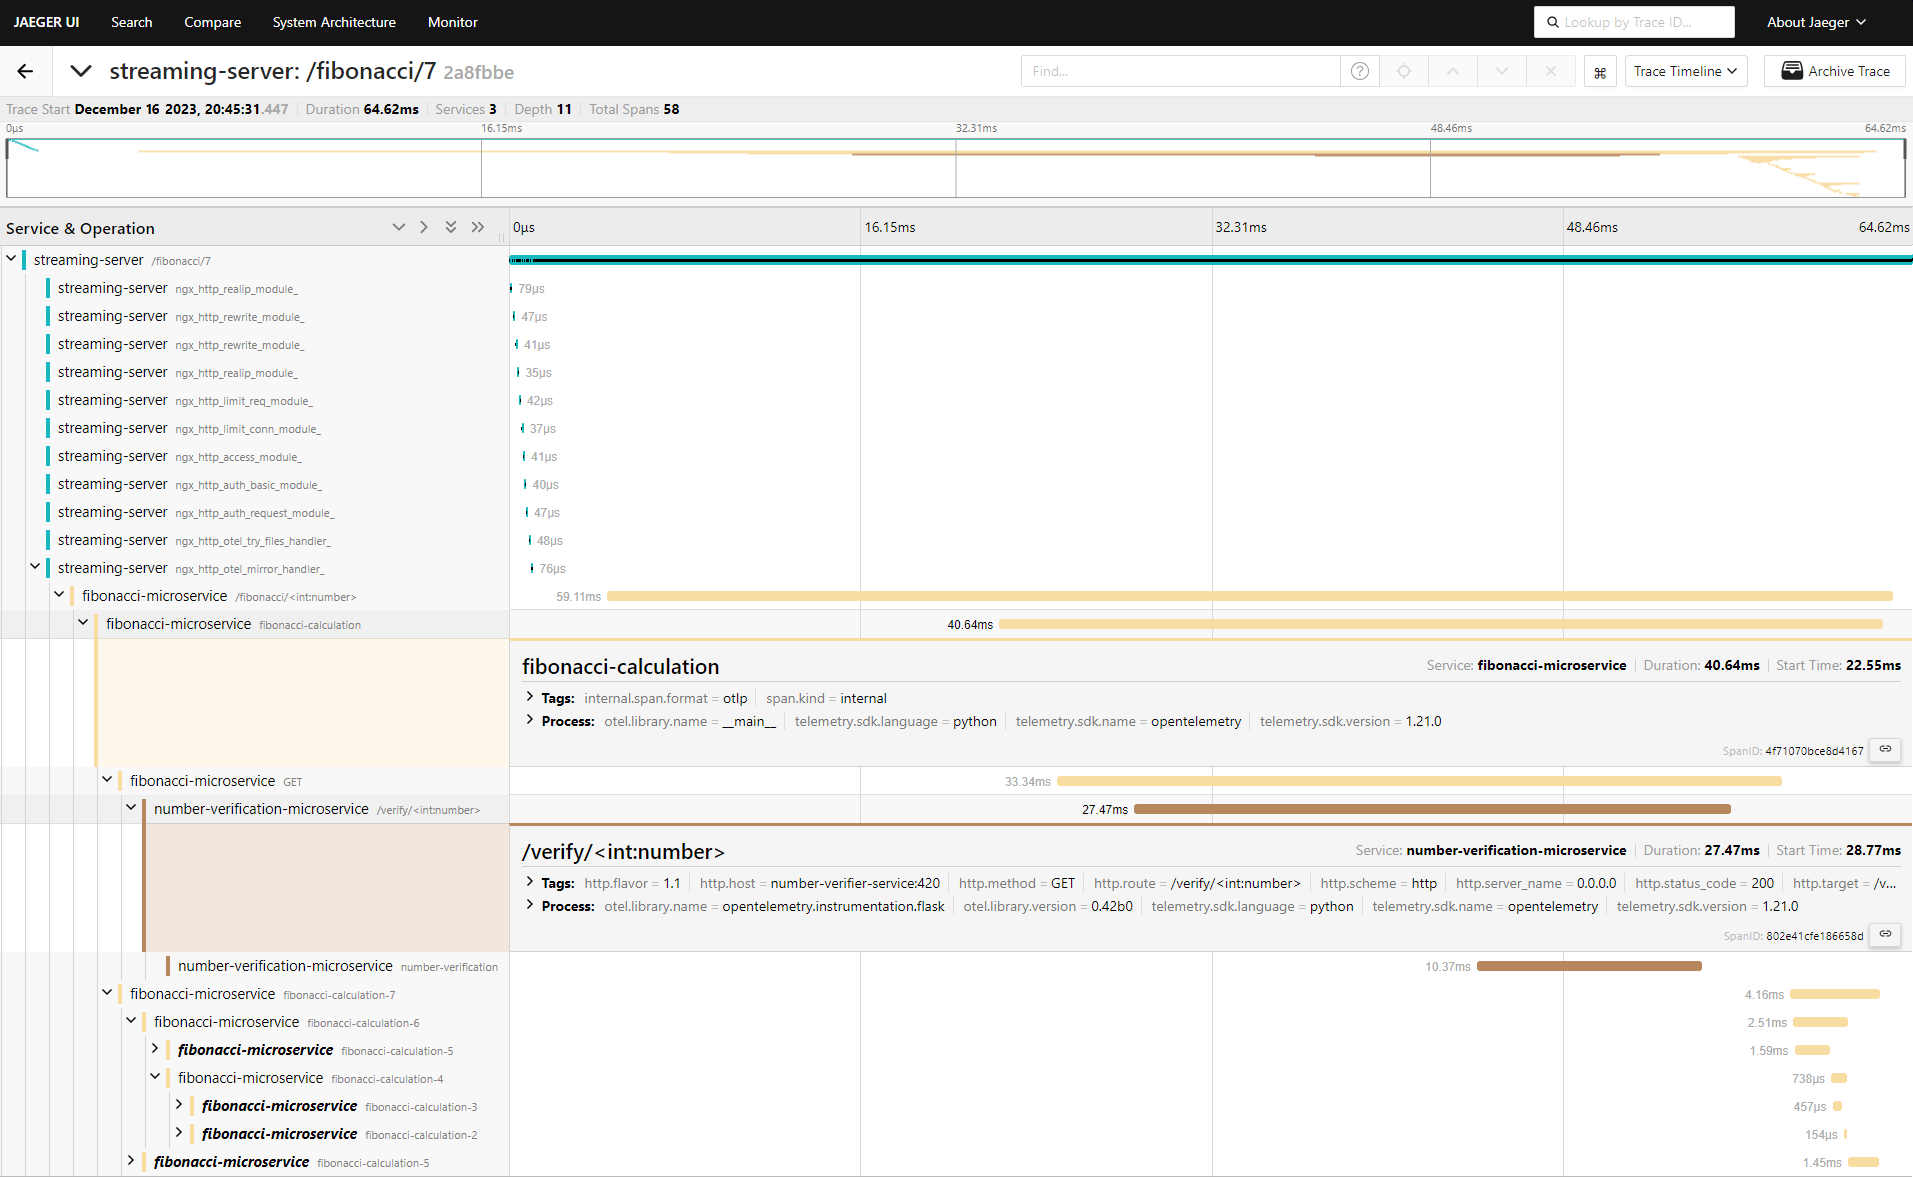 JAEGER UI Search Compare System Architecture Monitor Lookup by Trace ID... About Jaeger
streaming-server: /fibonacci/7 2a8fbbe Find... ? ⌘ Trace Timeline Archive Trace
Trace Start December 16 2023, 20:45:31.447 Duration 64.62ms Services 3 Depth 11 Total Spans 58
0μs 16.15ms 32.31ms 48.46ms 64.62ms
Service & Operation 0μs 16.15ms 32.31ms 48.46ms 64.62ms
streaming-server /fibonacci/7
streaming-server ngx_http_realip_module_ 79μs
streaming-server ngx_http_rewrite_module_ 47μs
streaming-server ngx_http_rewrite_module_ 41μs
streaming-server ngx_http_realip_module_ 35μs
streaming-server ngx_http_limit_req_module_ 42μs
streaming-server ngx_http_limit_conn_module_ 37μs
streaming-server ngx_http_access_module_ 41μs
streaming-server ngx_http_auth_basic_module_ 40μs
streaming-server ngx_http_auth_request_module_ 47μs
streaming-server ngx_http_otel_try_files_handler_ 48μs
streaming-server ngx_http_otel_mirror_handler_ 76μs
fibonacci-microservice /fibonacci/<int:number> 59.11ms
fibonacci-microservice fibonacci-calculation 40.64ms
fibonacci-calculation Service: fibonacci-microservice Duration: 40.64ms Start Time: 22.55ms
Tags: internal.span.format = otlp span.kind = internal
Process: otel.library.name = __main__ telemetry.sdk.language = python telemetry.sdk.name = opentelemetry telemetry.sdk.version = 1.21.0
SpanID: 4f71070bce8d4167
fibonacci-microservice GET 33.34ms
number-verification-microservice /verify/<int:number> 27.47ms
/verify/<int:number> Service: number-verification-microservice Duration: 27.47ms Start Time: 28.77ms
Tags: http.flavor = 1.1 http.host = number-verifier-service:420 http.method = GET http.route = /verify/<int:number> http.scheme = http http.server_name = 0.0.0.0 http.status_code = 200 http.target = /v...
Process: otel.library.name = opentelemetry.instrumentation.flask otel.library.version = 0.42b0 telemetry.sdk.language = python telemetry.sdk.name = opentelemetry telemetry.sdk.version = 1.21.0
SpanID: 802e41cfe186658d
number-verification-microservice number-verification 10.37ms
fibonacci-microservice fibonacci-calculation-7 4.16ms
fibonacci-microservice fibonacci-calculation-6 2.51ms
fibonacci-microservice fibonacci-calculation-5 1.59ms
fibonacci-microservice fibonacci-calculation-4 738μs
fibonacci-microservice fibonacci-calculation-3 457μs
fibonacci-microservice fibonacci-calculation-2 154μs
fibonacci-microservice fibonacci-calculation-5 1.45ms